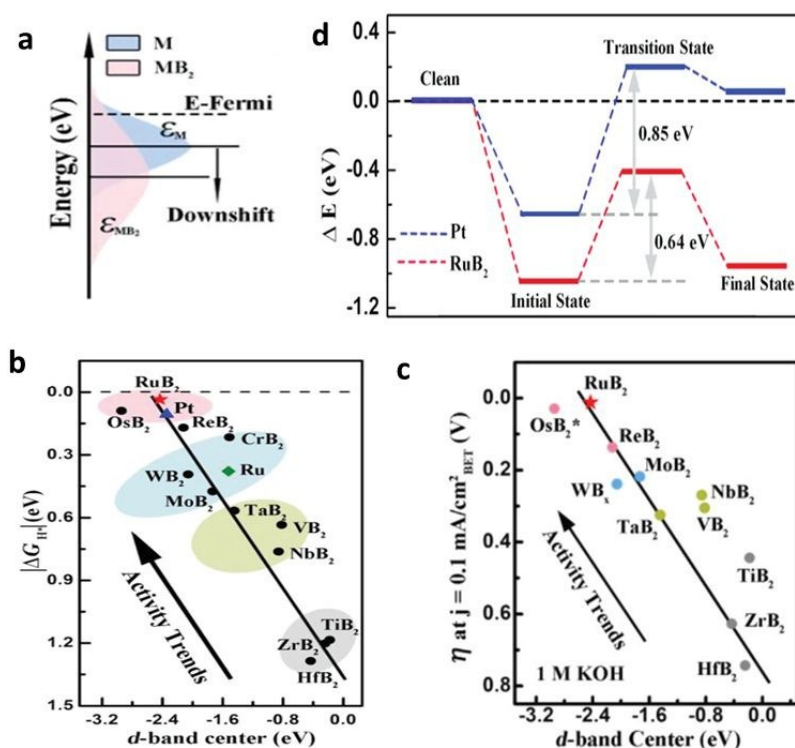 a
M
MB₂
E-Fermi
εM
Energy (eV)
Downshift
εMB₂
d
0.4
0.0
-0.4
-0.8
-1.2
Δ E (eV)
Clean
Transition State
0.85 eV
Pt
RuB₂
0.64 eV
Initial State
Final State
b
0.0
0.3
0.6
0.9
1.2
1.5
|ΔG H*|(eV)
RuB₂
Pt
OsB₂
ReB₂
CrB₂
WB₂
Ru
MoB₂
TaB₂
VB₂
NbB₂
Activity Trends
TiB₂
ZrB₂
HfB₂
-3.2
-2.4
-1.6
-0.8
0.0
d-band center (eV)
c
0.0
0.2
0.4
0.6
0.8
η at j = 0.1 mA/cm²BET (V)
RuB₂
OsB₂*
ReB₂
MoB₂
WBₓ
NbB₂
TaB₂
VB₂
TiB₂
Activity Trends
ZrB₂
1 M KOH
HfB₂
-3.2
-2.4
-1.6
-0.8
0.0
d-band Center (eV)